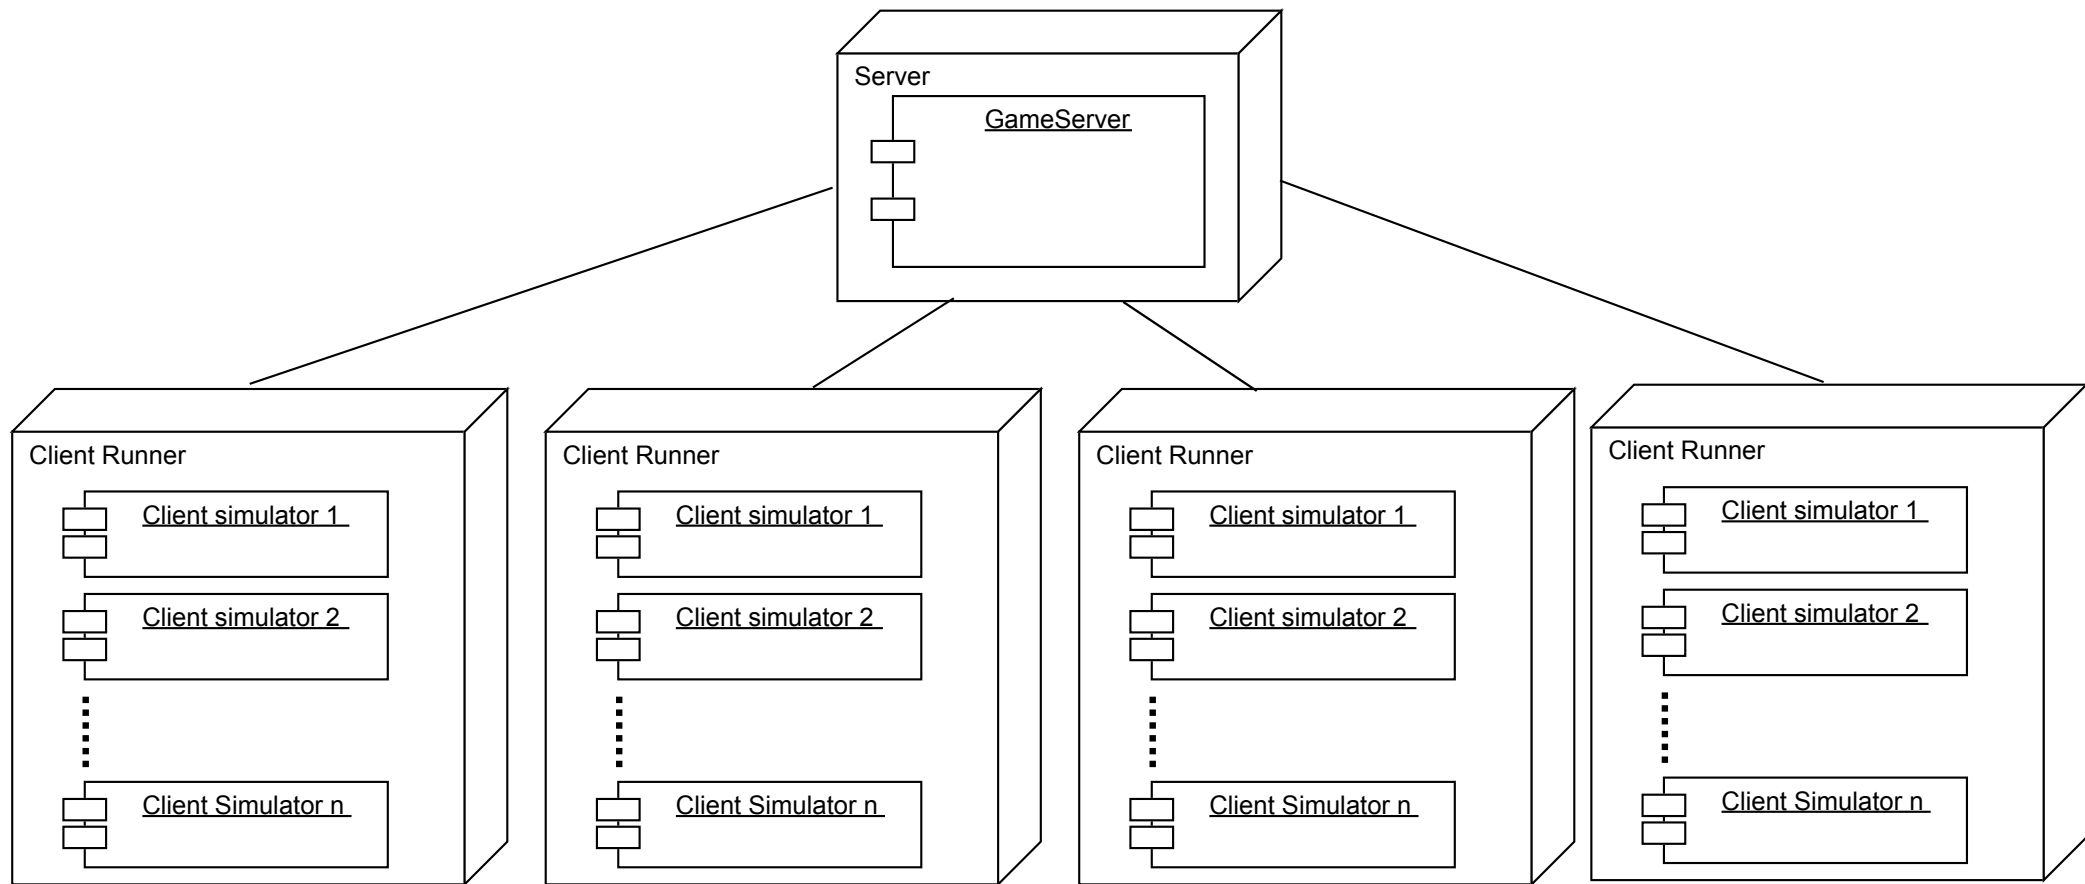 Server
GameServer
Client Runner
Client simulator 1
Client simulator 2
Client Simulator n
Client Runner
Client simulator 1
Client simulator 2
Client Simulator n
Client Runner
Client simulator 1
Client simulator 2
Client Simulator n
Client Runner
Client simulator 1
Client simulator 2
Client Simulator n